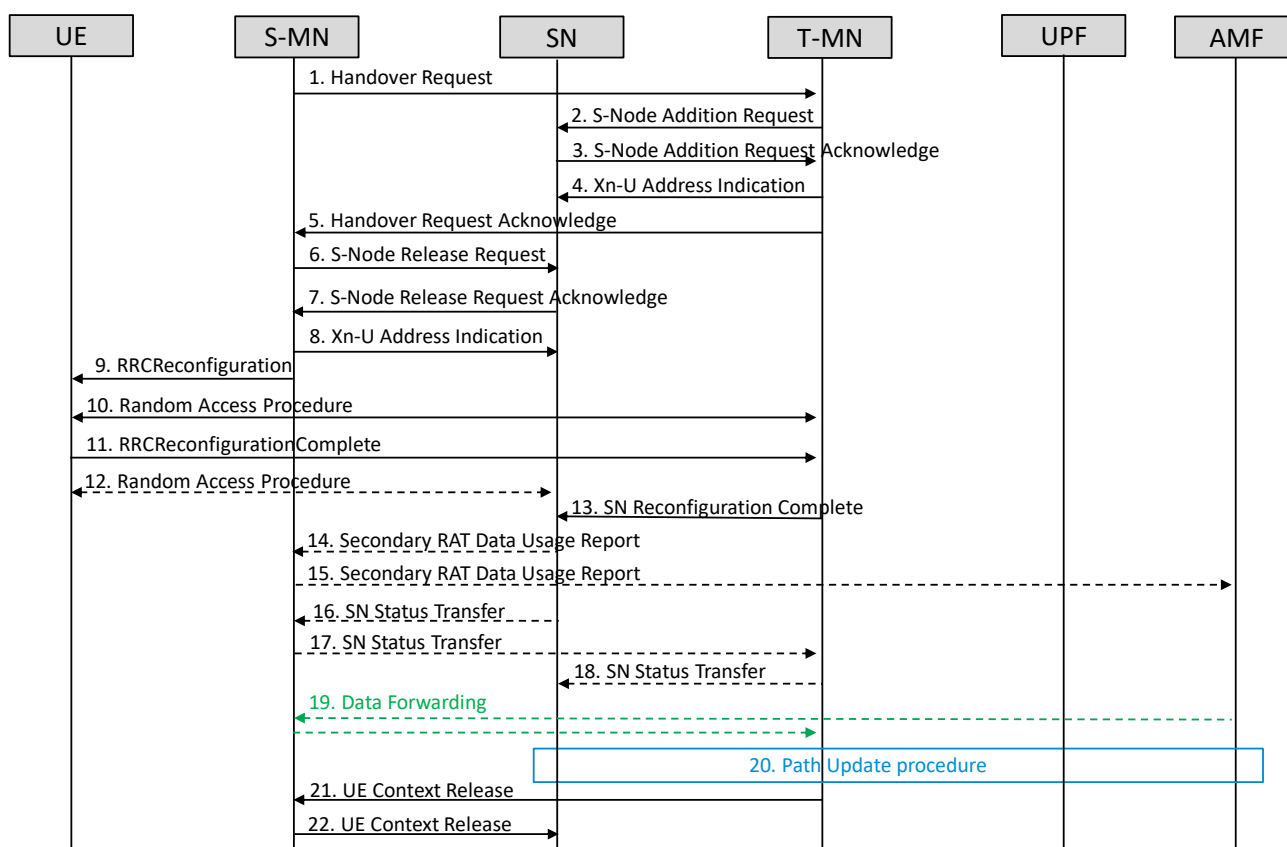 UE
S-MN
SN
T-MN
UPF
AMF
1. Handover Request
2. S-Node Addition Request
3. S-Node Addition Request Acknowledge
4. Xn-U Address Indication
5. Handover Request Acknowledge
6. S-Node Release Request
7. S-Node Release Request Acknowledge
8. Xn-U Address Indication
9. RRCReconfiguration
10. Random Access Procedure
11. RRCReconfigurationComplete
12. Random Access Procedure
13. SN Reconfiguration Complete
14. Secondary RAT Data Usage Report
15. Secondary RAT Data Usage Report
16. SN Status Transfer
17. SN Status Transfer
18. SN Status Transfer
19. Data Forwarding
20. Path Update procedure
21. UE Context Release
22. UE Context Release